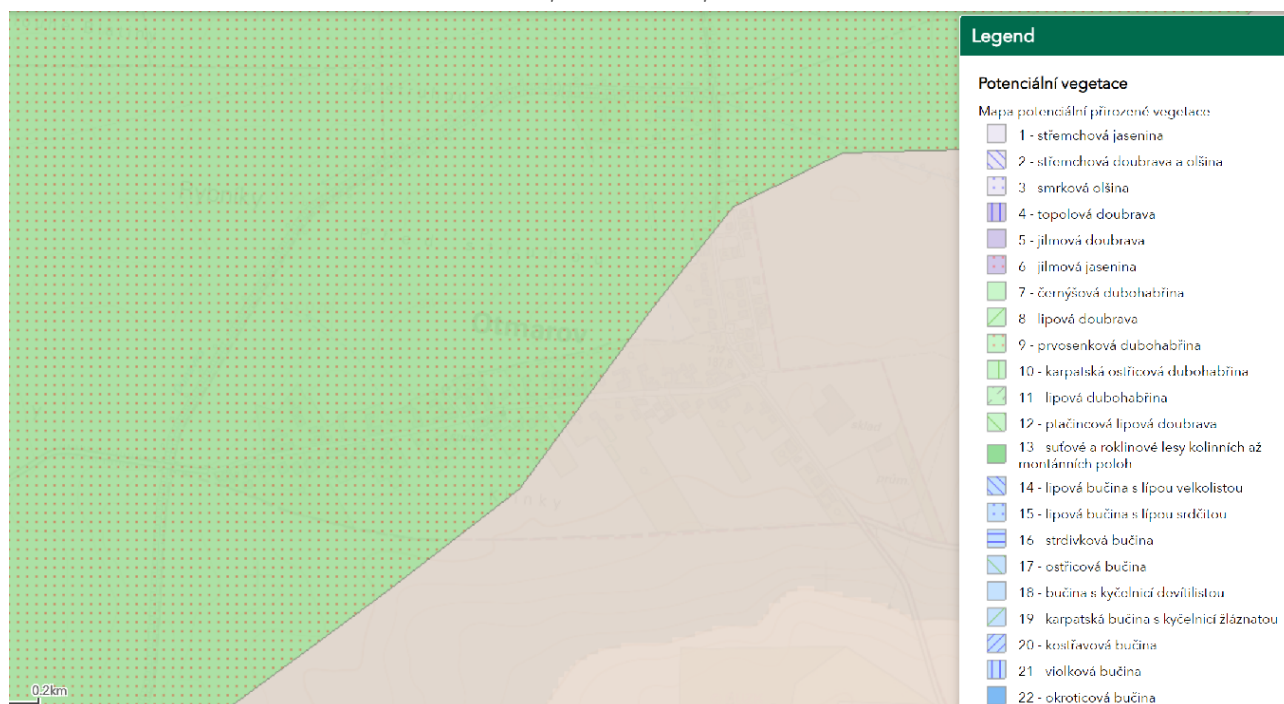 Legend
Potenciální vegetace
Mapa potenciální přirozené vegetace
1 - střemchová jasenina
2 - střemchová doubrava a olšina
3 smrková olšina
4 - topolová doubrava
5 - jilmová doubrava
6 jilmová jasenina
7 - černýšová dubohabřina
8 lipová doubrava
9 - prvosenková dubohabřina
10 - karpatská ostřicová dubohabřina
11 lipová dubohabřina
12 - ptačincová lipová doubrava
13 suťové a roklinové lesy kolinních až
montánních poloh
14 - lipová bučina s lípou velkolistou
15 - lipová bučina s lípou srdčitou
16 strdivková bučina
17 - ostřicová bučina
18 - bučina s kyčelnicí devítilistou
19 karpatská bučina s kyčelnicí žláznatou
20 - kostřavová bučina
21 violková bučina
22 - okroticová bučina
Rybníky
Otmarov
0.2km